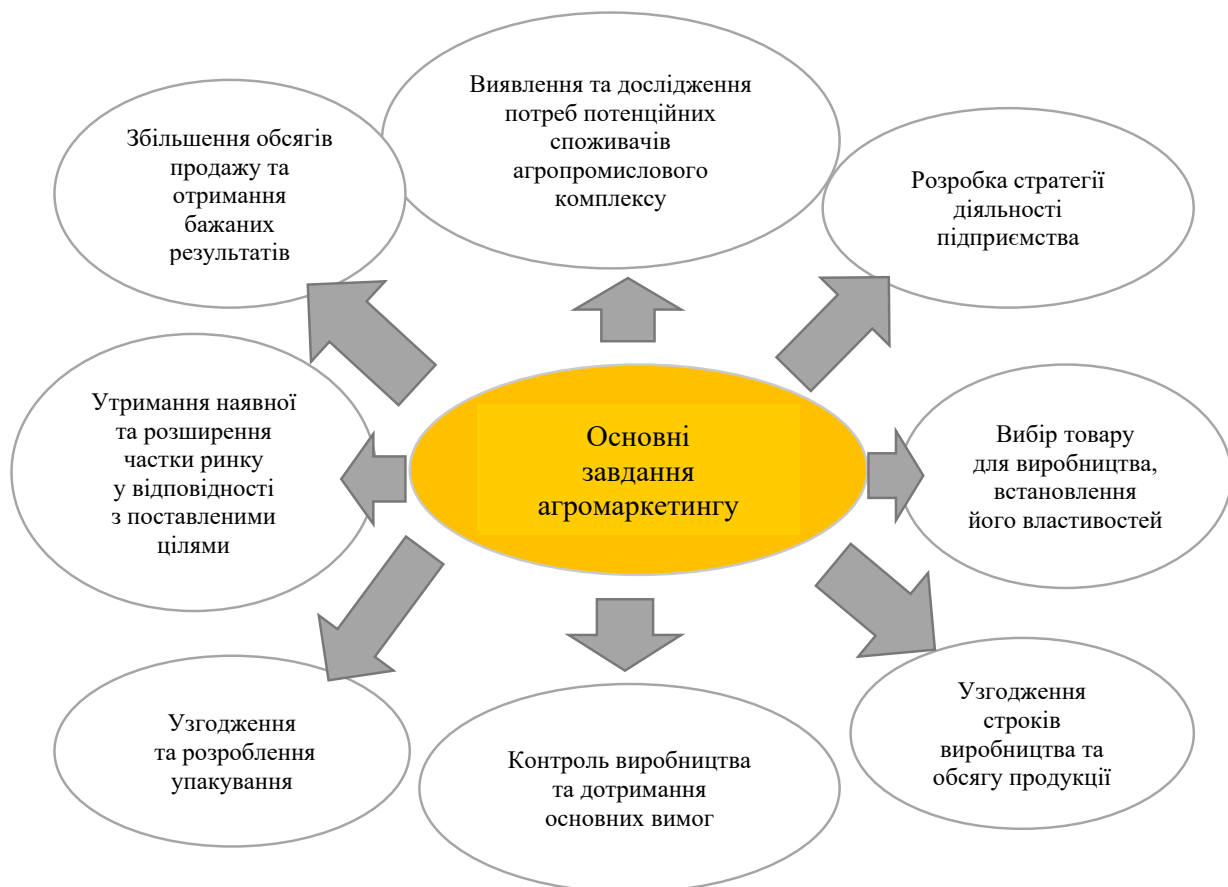 Виявлення та дослідження
потреб потенційних
споживачів
агропромислового
комплексу
Збільшення обсягів
продажу та
отримання
бажаних
результатів
Розробка стратегії
діяльності
підприємства
Утримання наявної
та розширення
частки ринку
у відповідності
з поставленими
цілями
Основні
завдання
агромаркетингу
Вибір товару
для виробництва,
встановлення
його властивостей
Узгодження
та розроблення
упакування
Контроль виробництва
та дотримання
основних вимог
Узгодження
строків
виробництва та
обсягу продукції